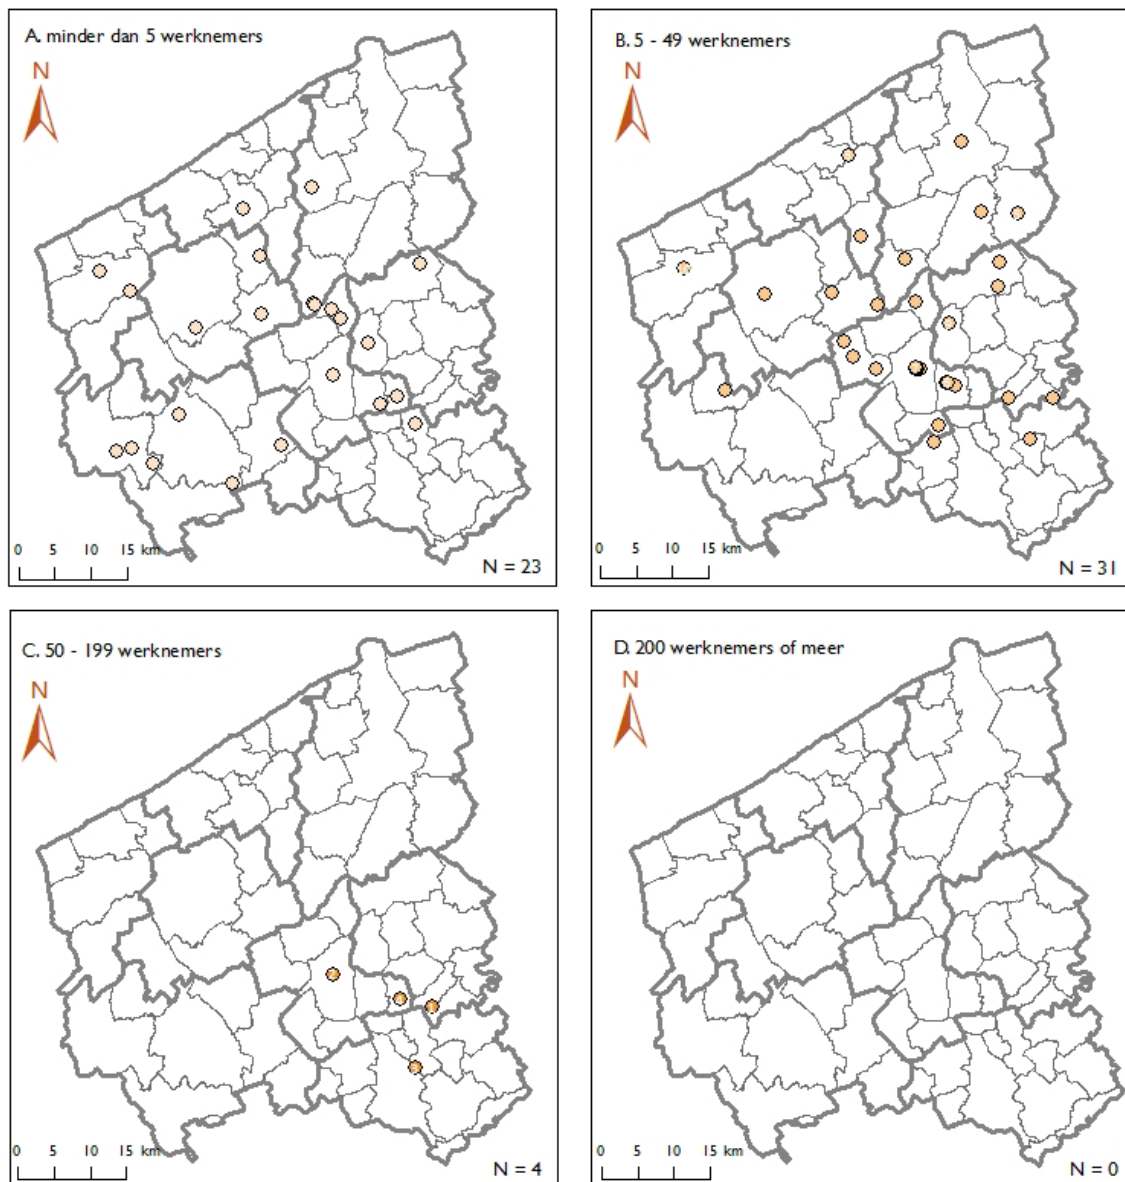 A. minder dan 5 werknemers
N
0 5 10 15 km
N = 23
B. 5 - 49 werknemers
N
0 5 10 15 km
N = 31
C. 50 - 199 werknemers
N
0 5 10 15 km
N = 4
D. 200 werknemers of meer
N
0 5 10 15 km
N = 0